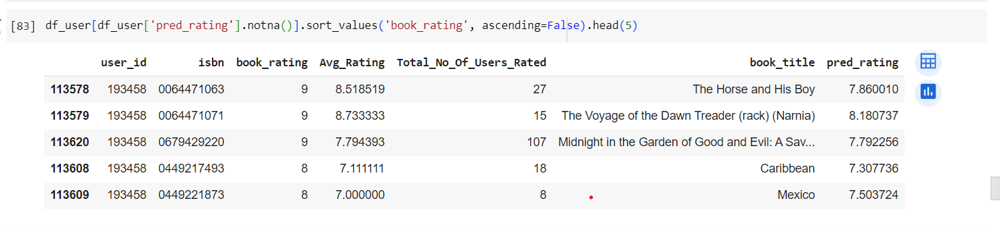 [83] df_user[df_user['pred_rating'].notna()].sort_values('book_rating', ascending=False).head(5)
user_id isbn book_rating Avg_Rating Total_No_Of_Users_Rated book_title pred_rating
113578 193458 0064471063 9 8.518519 27 The Horse and His Boy 7.860010
113579 193458 0064471071 9 8.733333 15 The Voyage of the Dawn Treader (rack) (Narnia) 8.180737
113620 193458 0679429220 9 7.794393 107 Midnight in the Garden of Good and Evil: A Sav... 7.792256
113608 193458 0449217493 8 7.111111 18 Caribbean 7.307736
113609 193458 0449221873 8 7.000000 8 Mexico 7.503724